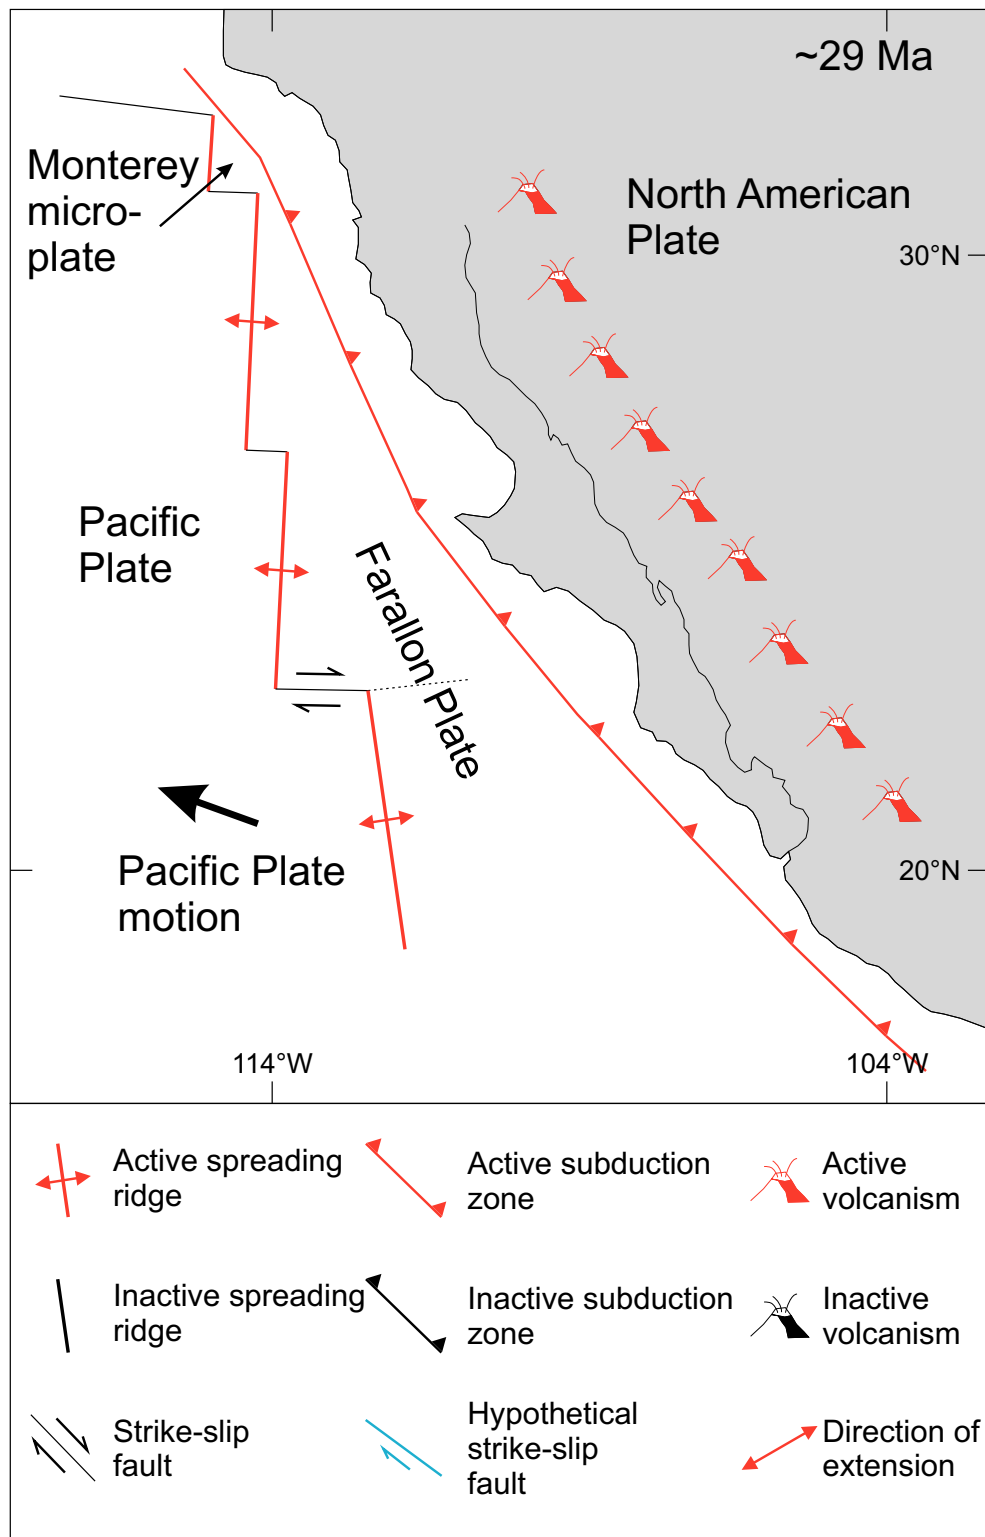 ~29 Ma
Monterey
micro-
plate
North American
Plate
30°N
Pacific
Plate
Farallon Plate
Pacific Plate
motion
20°N
114°W
104°W
Active spreading
ridge
Active subduction
zone
Active
volcanism
Inactive spreading
ridge
Inactive subduction
zone
Inactive
volcanism
Strike-slip
fault
Hypothetical
strike-slip
fault
Direction of
extension